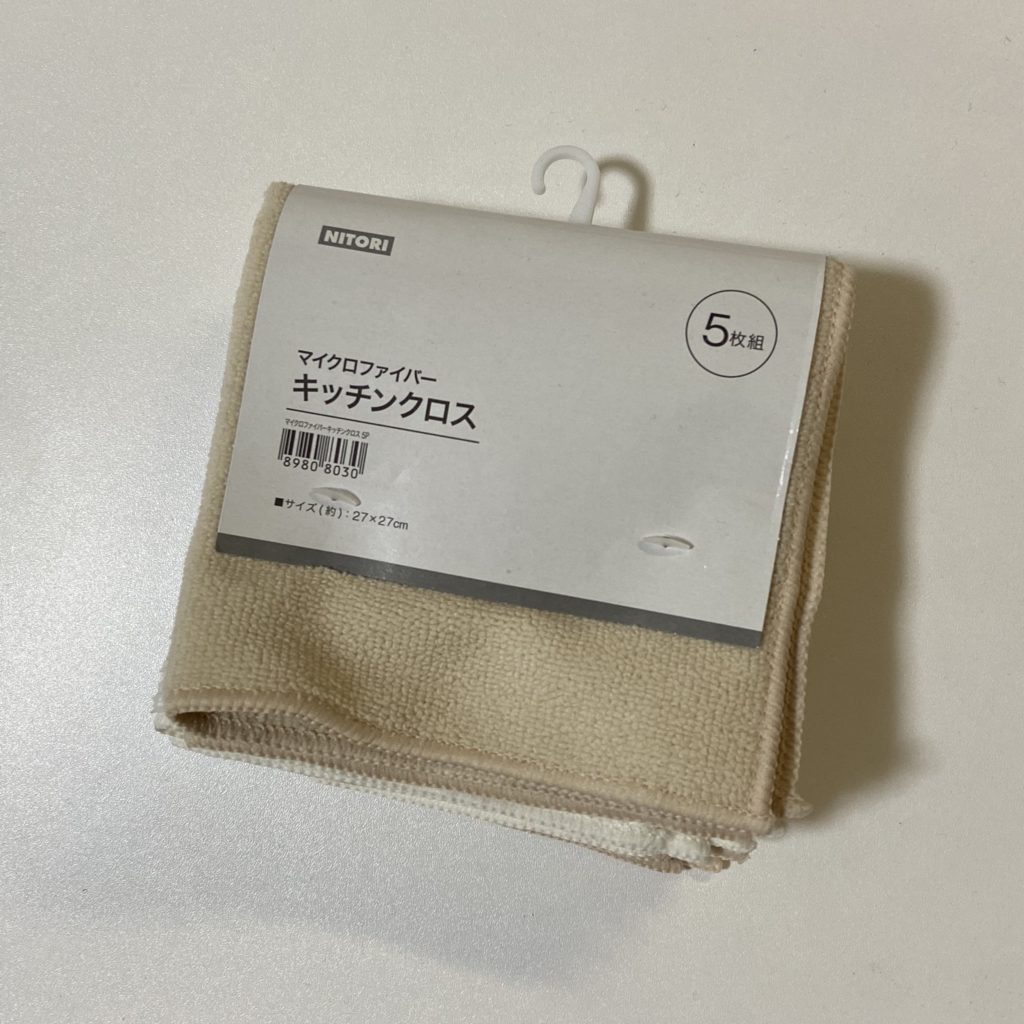 NITORI
5枚組
マイクロファイバー
キッチンクロス
マイクロファイバーキッチンクロス 5P
8980 8030
■サイズ(約):27×27cm